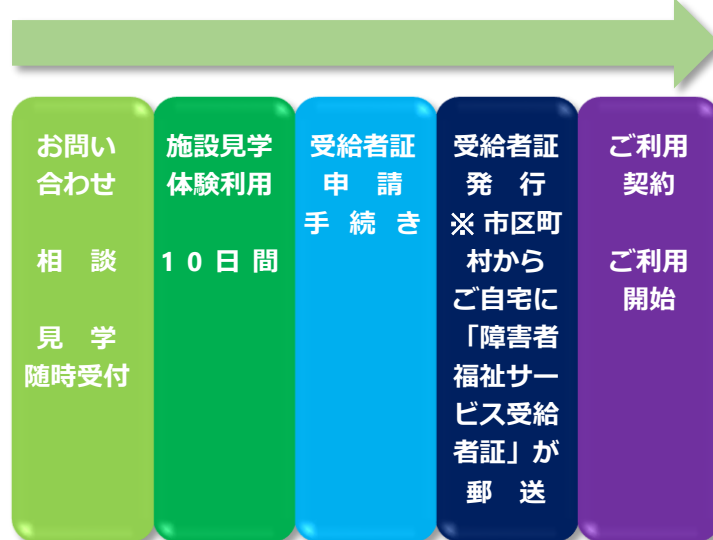 お問い
合わせ
相　談
見　学
随時受付
施設見学
体験利用
１０日間
受給者証
申　請
手 続 き
受給者証
発　行
※市区町
村から
ご自宅に
「障害者
福祉サー
ビス受給
者証」が
郵　送
ご利用
契約
ご利用
開始